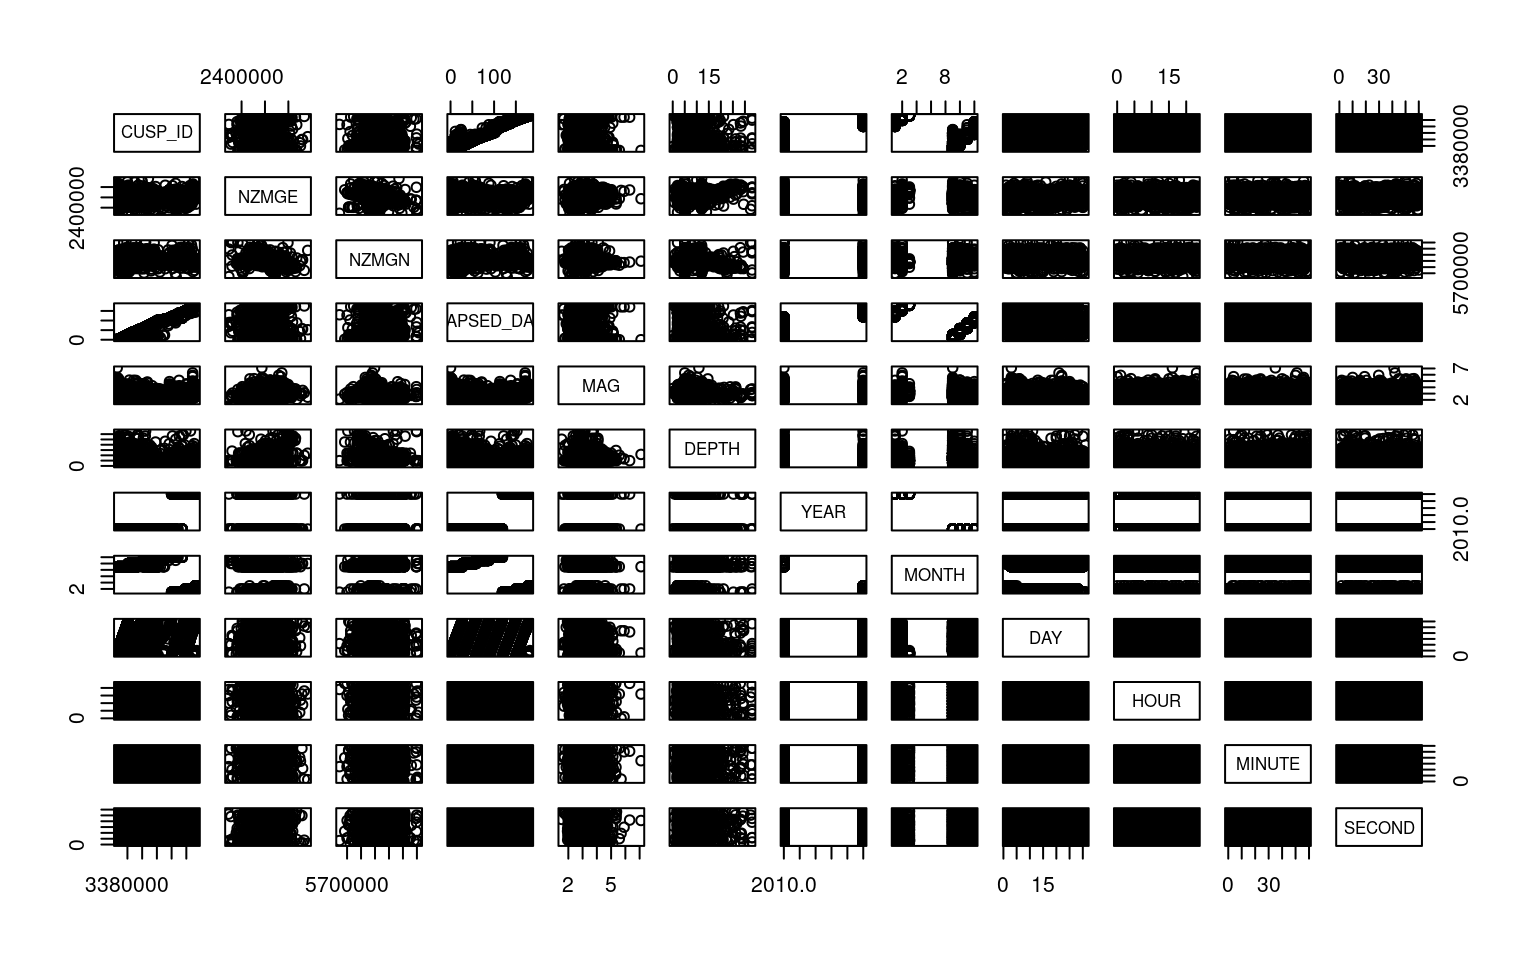 2400000 0 100 0 15 2 8 0 15 0 30
CUSP_ID 3380000
2400000 NZMGE
NZMGN 5700000
0 APSED_DA
MAG 7 2
0 DEPTH
YEAR 2010.0
2 MONTH
DAY 0
0 HOUR
MINUTE 0
0 SECOND
3380000 5700000 2 5 2010.0 0 15 0 30